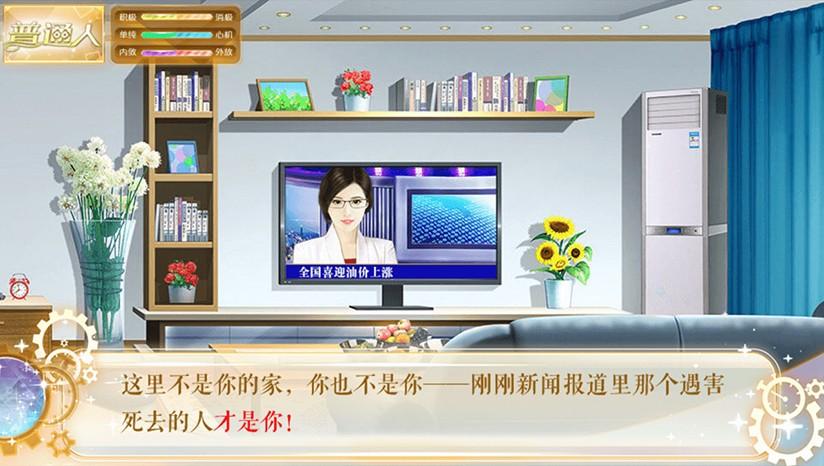 普通人
积极 消极
单纯 心机
内敛 外放
全国喜迎油价上涨
这里不是你的家，你也不是你——刚刚新闻报道里那个遇害
死去的人才是你！